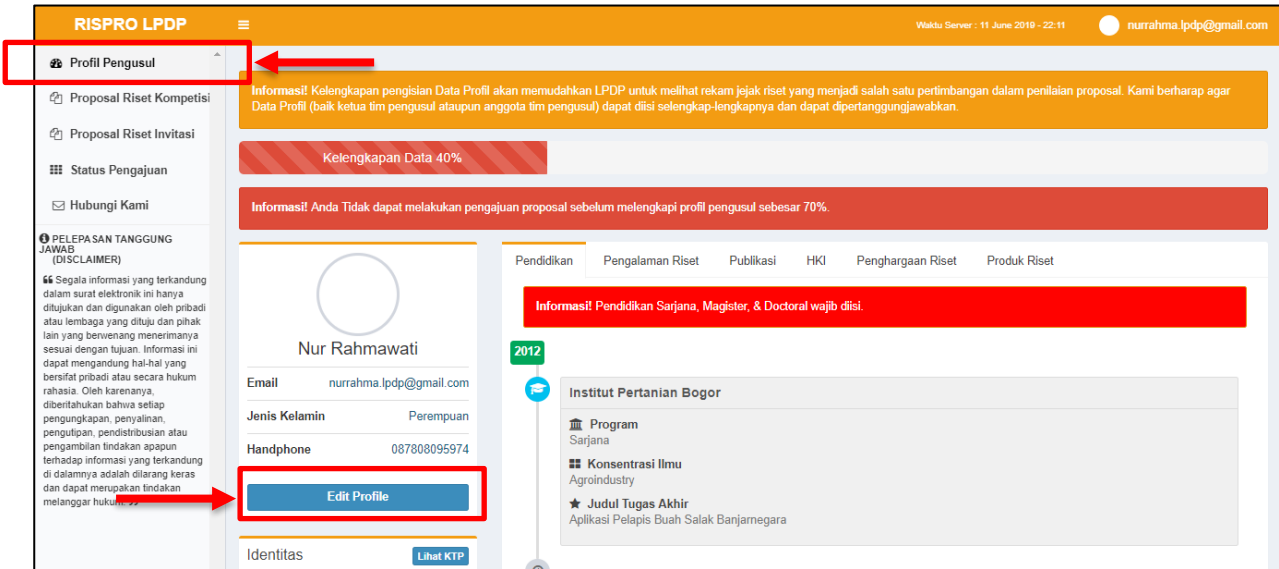 RISPRO LPDP
Waktu Server : 11 June 2019 - 22:11
nurrahma.lpdp@gmail.com
Profil Pengusul
Proposal Riset Kompetisi
Proposal Riset Invitasi
Status Pengajuan
Hubungi Kami
PELEPASAN TANGGUNG
JAWAB
(DISCLAIMER)
Segala informasi yang terkandung
dalam surat elektronik ini hanya
ditujukan dan digunakan oleh pribadi
atau lembaga yang dituju dan pihak
lain yang berwenang menerimanya
sesuai dengan tujuan. Informasi ini
dapat mengandung hal-hal yang
bersifat pribadi atau secara hukum
rahasia. Oleh karenanya,
diberitahukan bahwa setiap
pengungkapan, penyalinan,
pengutipan, pendistribusian atau
pengambilan tindakan apapun
terhadap informasi yang terkandung
di dalamnya adalah dilarang keras
dan dapat merupakan tindakan
melanggar
Informasi! Kelengkapan pengisian Data Profil akan memudahkan LPDP untuk melihat rekam jejak riset yang menjadi salah satu pertimbangan dalam penilaian proposal. Kami berharap agar
Data Profil (baik ketua tim pengusul ataupun anggota tim pengusul) dapat diisi selengkap-lengkapnya dan dapat dipertanggungjawabkan.
Kelengkapan Data 40%
Informasi! Anda Tidak dapat melakukan pengajuan proposal sebelum melengkapi profil pengusul sebesar 70%.
Nur Rahmawati
Email nurrahma.lpdp@gmail.com
Jenis Kelamin Perempuan
Handphone 087808095974
Edit Profile
Identitas Lihat KTP
Pendidikan Pengalaman Riset Publikasi HKI Penghargaan Riset Produk Riset
Informasi! Pendidikan Sarjana, Magister, & Doctoral wajib diisi.
2012
Institut Pertanian Bogor
Program
Sarjana
Konsentrasi Ilmu
Agroindustry
Judul Tugas Akhir
Aplikasi Pelapis Buah Salak Banjarnegara